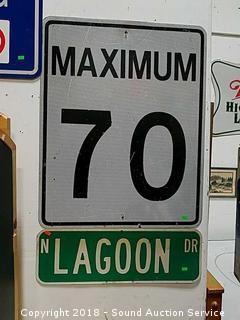 MAXIMUM
70
N LAGOON DR
Copyright 2018 - Sound Auction Service